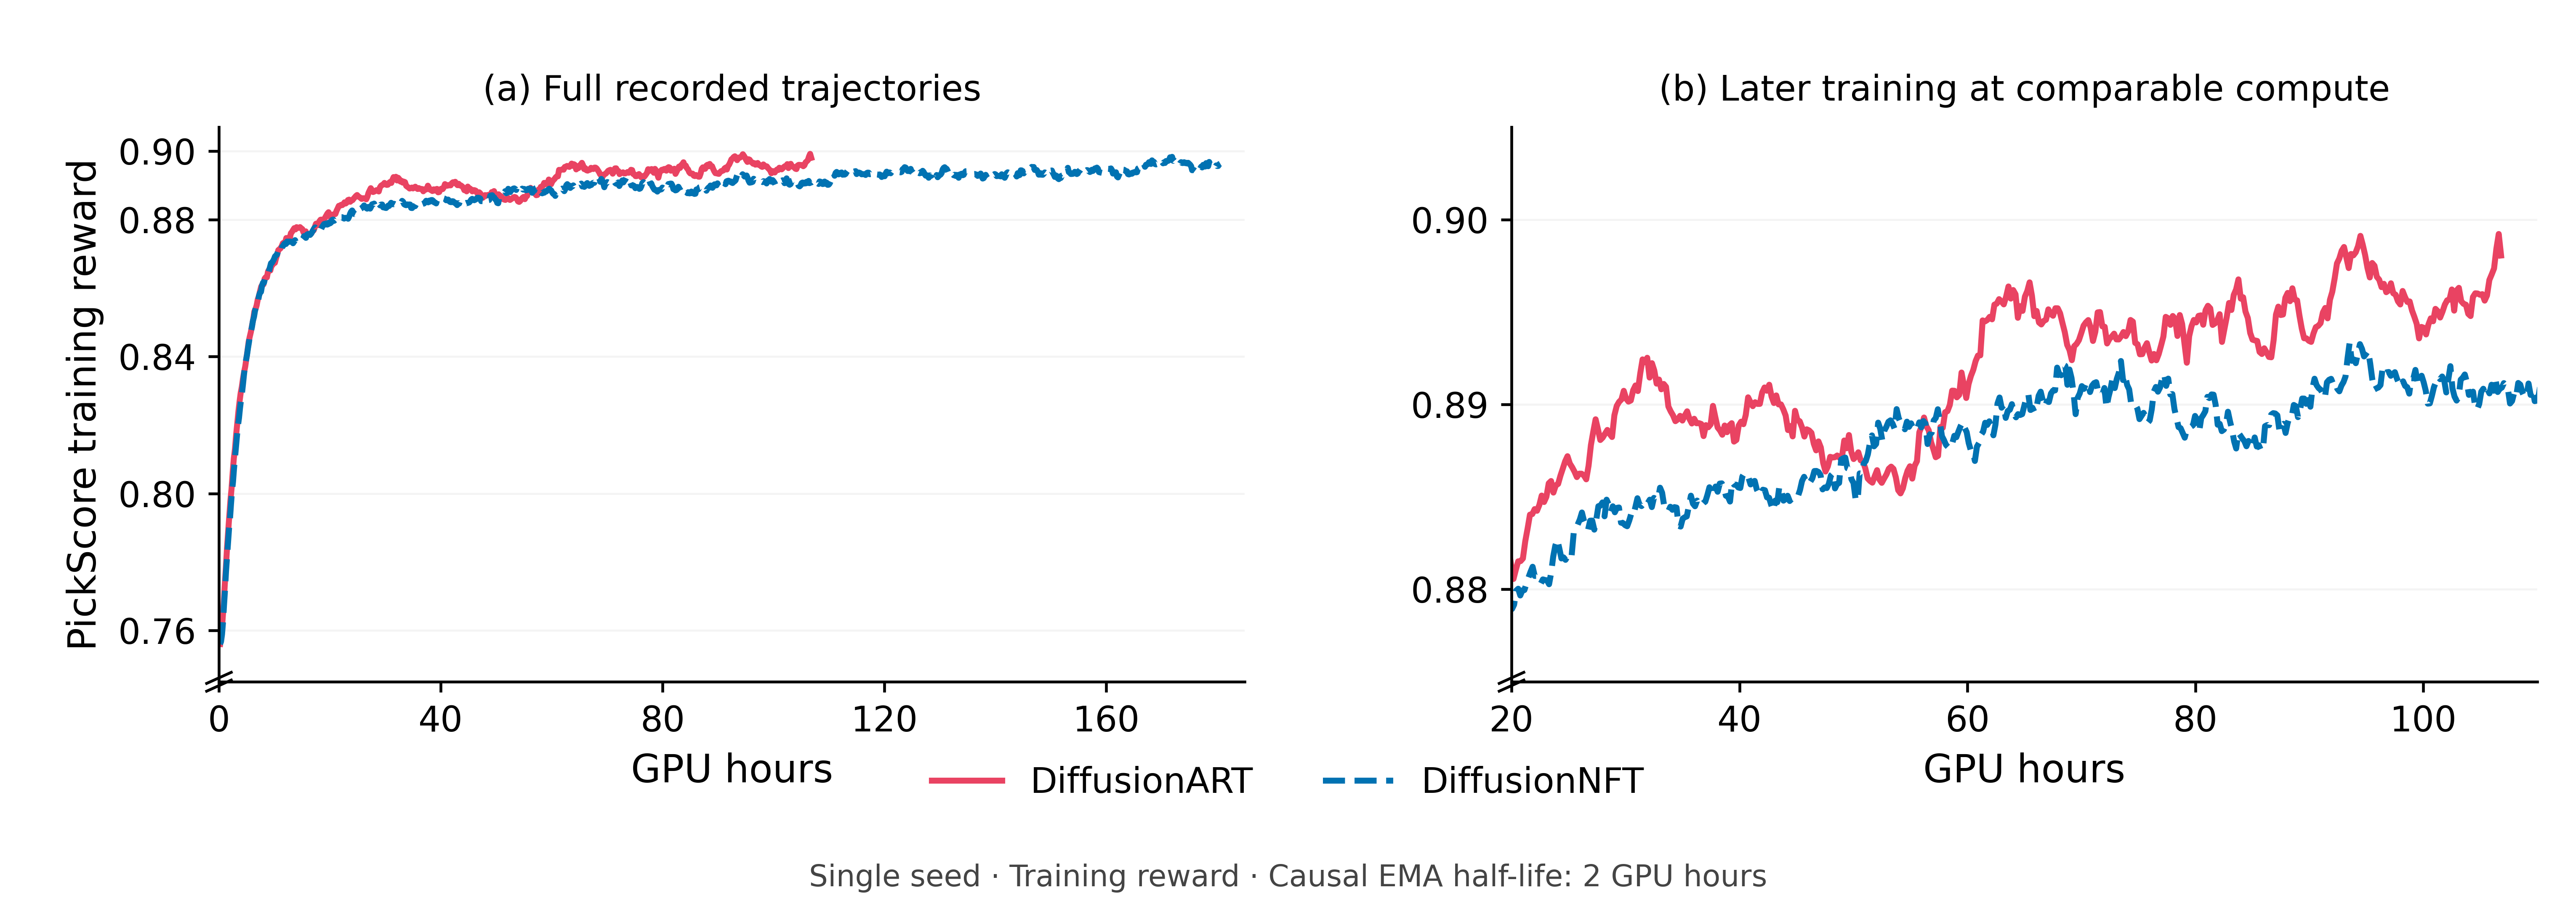 (a) Full recorded trajectories
PickScore training reward
0.90
0.88
0.84
0.80
0.76
0
40
80
120
160
GPU hours
(b) Later training at comparable compute
0.90
0.89
0.88
20
40
60
80
100
GPU hours
DiffusionART
DiffusionNFT
Single seed · Training reward · Causal EMA half-life: 2 GPU hours